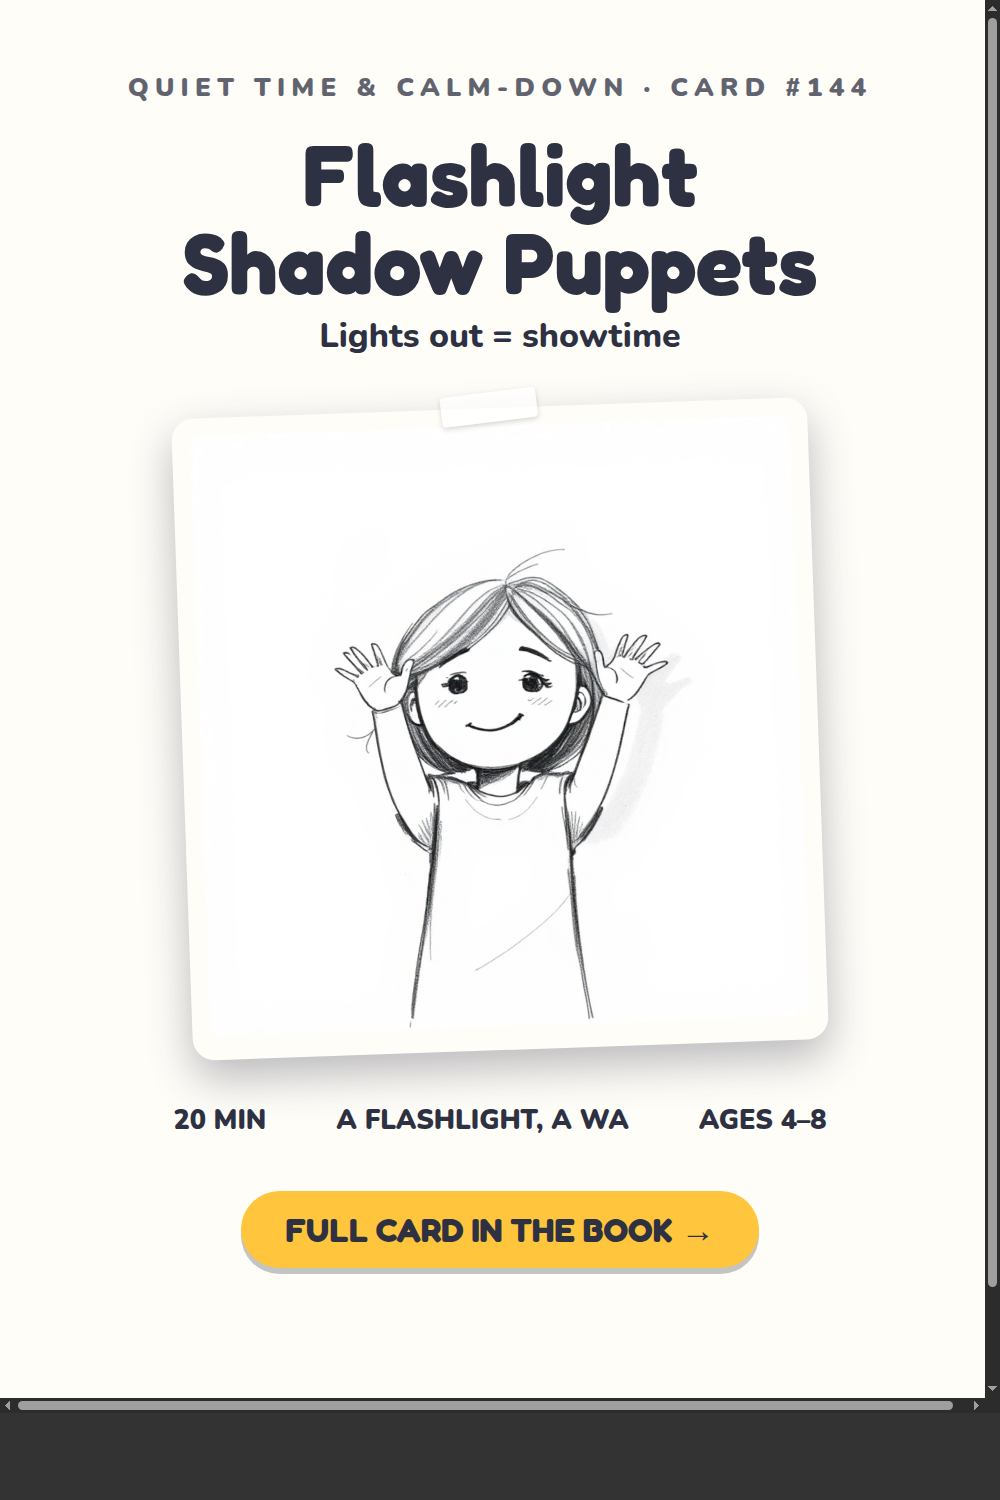 QUIET TIME & CALM-DOWN · CARD #144
Flashlight
Shadow Puppets
Lights out = showtime
20 MIN A FLASHLIGHT, A WA AGES 4–8
FULL CARD IN THE BOOK →